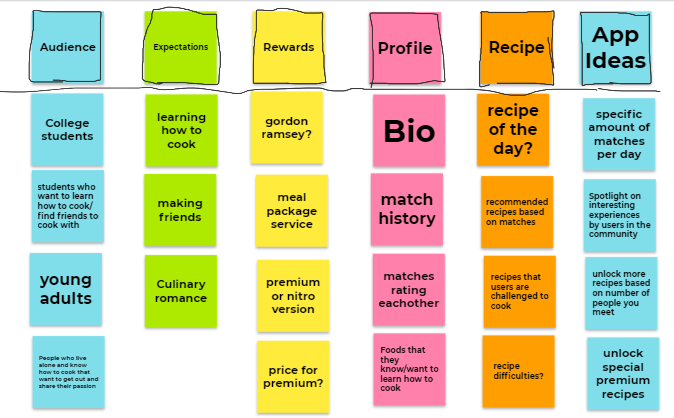 Audience
Expectations
Rewards
Profile
Recipe
App
Ideas
College
students
students who
want to learn
how to cook/
find friends to
cook with
young
adults
People who live
alone and know
how to cook that
want to get out and
share their passion
learning
how to
cook
making
friends
Culinary
romance
gordon
ramsey?
meal
package
service
premium
or nitro
version
price for
premium?
Bio
match
history
matches
rating
eachother
Foods that
they
know/want to
learn how to
cook
recipe
of the
day?
recommended
recipes based
on matches
recipes that
users are
challenged to
cook
recipe
difficulties?
specific
amount of
matches
per day
Spotlight on
interesting
experiences
by users in the
community
unlock more
recipes based
on number of
people you
meet
unlock
special
premium
recipes